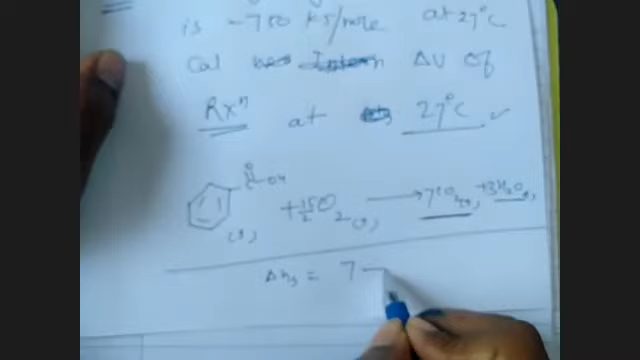 is -750 kJ/mole at 27°C
Cal ΔU of
Rxⁿ at 27°C ✓
O
C-OH
(s) + 15/2 O₂(g) → 7CO₂(g) + 3H₂O(g)
Δng = 7 -